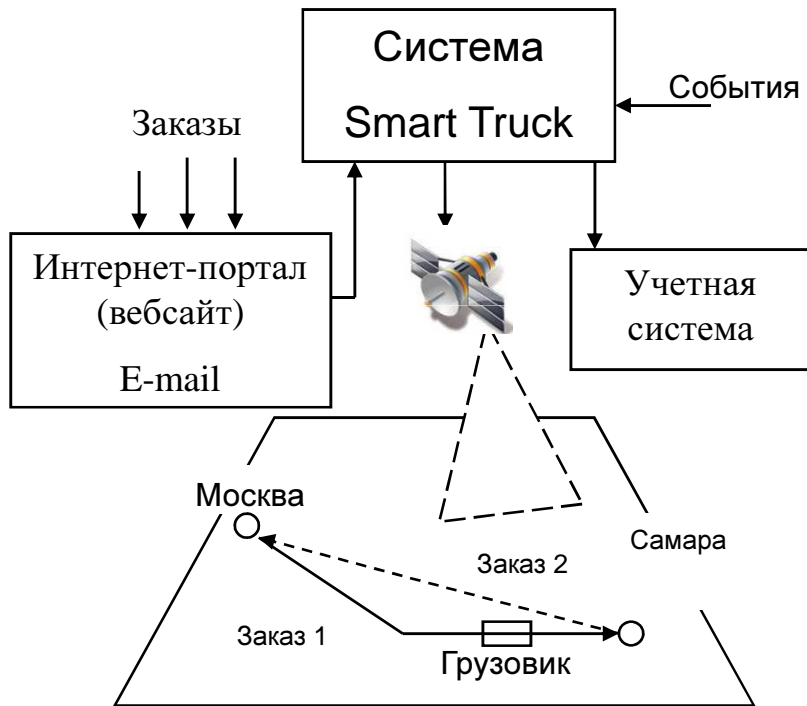 Система
Smart Truck
События
Заказы
Интернет-портал
(вебсайт)
E-mail
Учетная
система
Москва
Самара
Заказ 2
Заказ 1
Грузовик